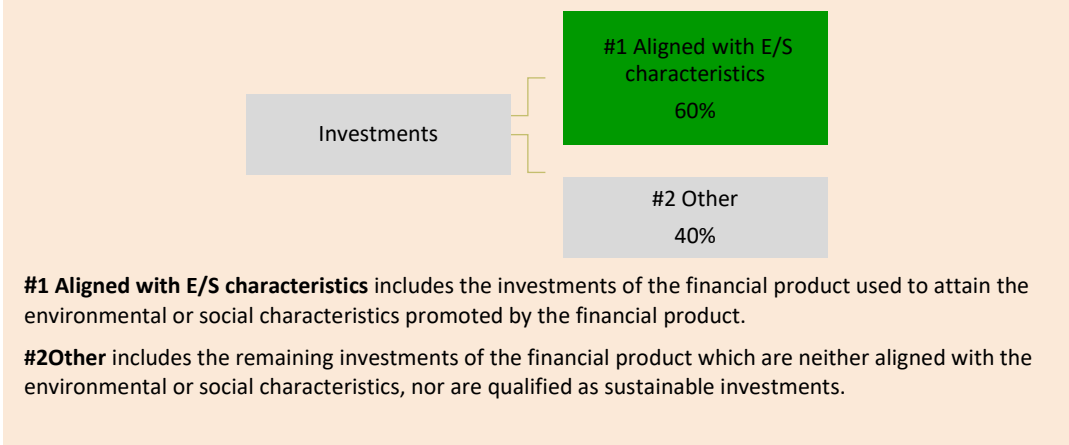 #1 Aligned with E/S
characteristics
60%
Investments
#2 Other
40%
#1 Aligned with E/S characteristics includes the investments of the financial product used to attain the
environmental or social characteristics promoted by the financial product.
#2Other includes the remaining investments of the financial product which are neither aligned with the
environmental or social characteristics, nor are qualified as sustainable investments.